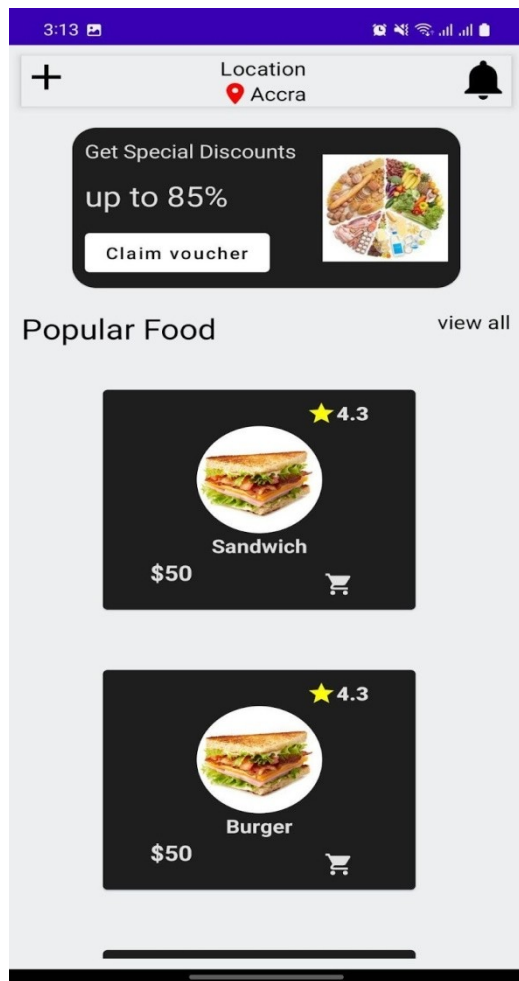 3:13
Location
Accra
Get Special Discounts
up to 85%
Claim voucher
Popular Food
view all
4.3
Sandwich
$50
4.3
Burger
$50